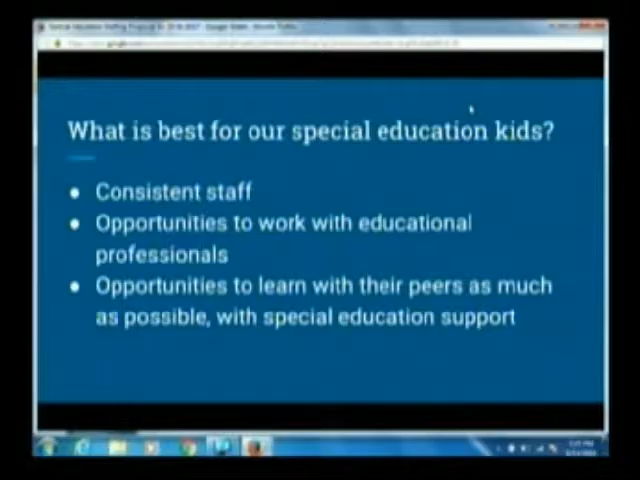 What is best for our special education kids?
● Consistent staff
● Opportunities to work with educational
professionals
● Opportunities to learn with their peers as much
as possible, with special education support